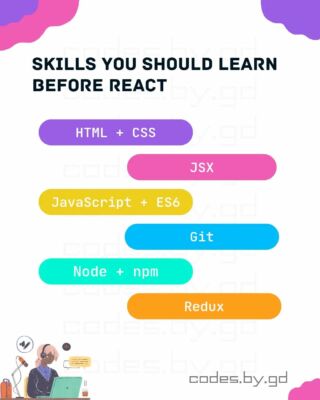 SKILLS YOU SHOULD LEARN
BEFORE REACT
HTML + CSS
JSX
JavaScript + ES6
Git
Node + npm
Redux
codes.by.gd